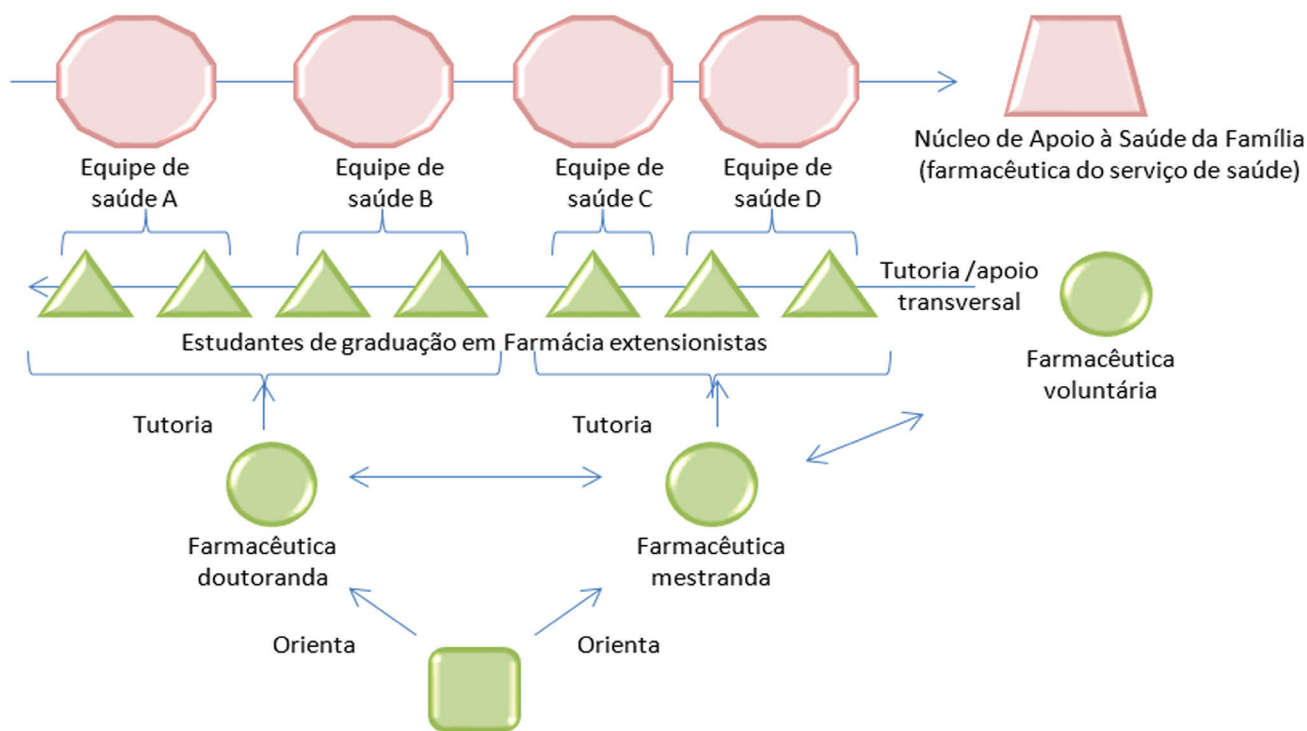 Equipe de
saúde A
Equipe de
saúde B
Equipe de
saúde C
Equipe de
saúde D
Núcleo de Apoio à Saúde da Família
(farmacêutica do serviço de saúde)
Tutoria /apoio
transversal
Estudantes de graduação em Farmácia extensionistas
Farmacêutica
voluntária
Tutoria
Tutoria
Farmacêutica
doutoranda
Farmacêutica
mestranda
Orienta
Orienta